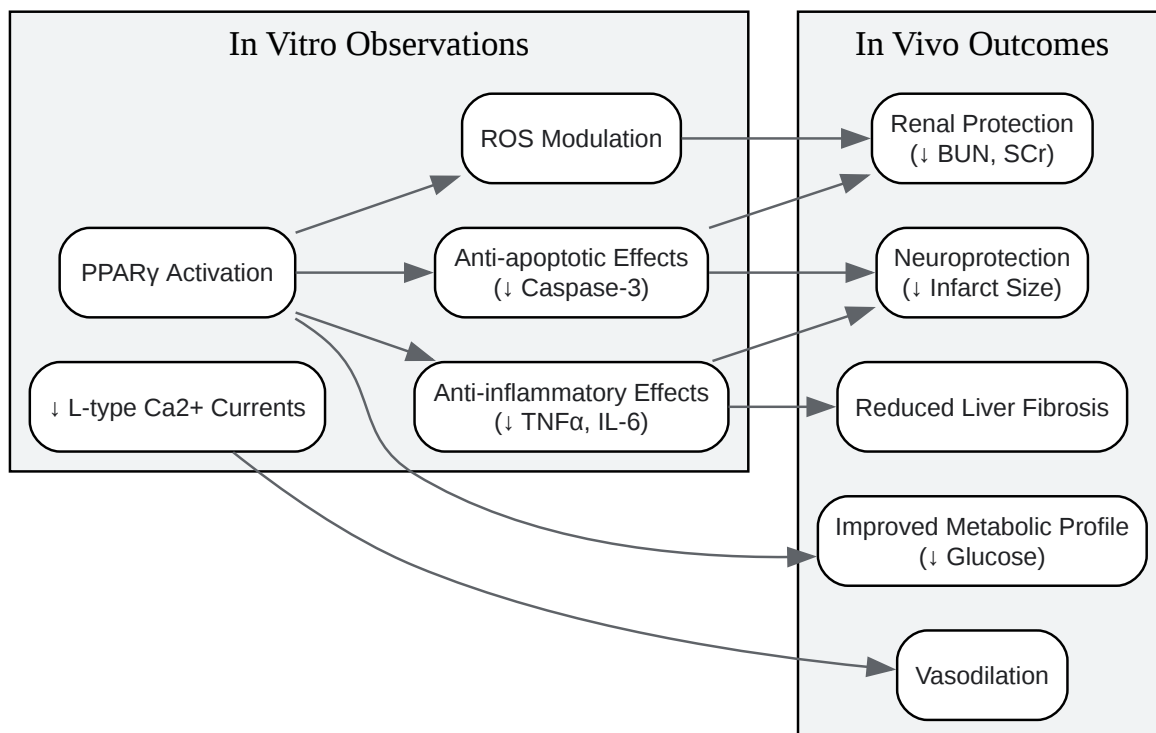 In Vitro Observations
ROS Modulation
PPARγ Activation
Anti-apoptotic Effects
(↓ Caspase-3)
↓ L-type Ca2+ Currents
Anti-inflammatory Effects
(↓ TNFα, IL-6)
In Vivo Outcomes
Renal Protection
(↓ BUN, SCr)
Neuroprotection
(↓ Infarct Size)
Reduced Liver Fibrosis
Improved Metabolic Profile
(↓ Glucose)
Vasodilation